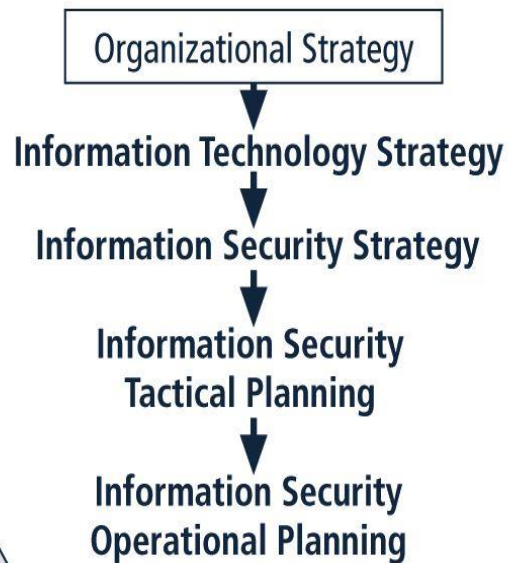 Organizational Strategy
Information Technology Strategy
Information Security Strategy
Information Security
Tactical Planning
Information Security
Operational Planning